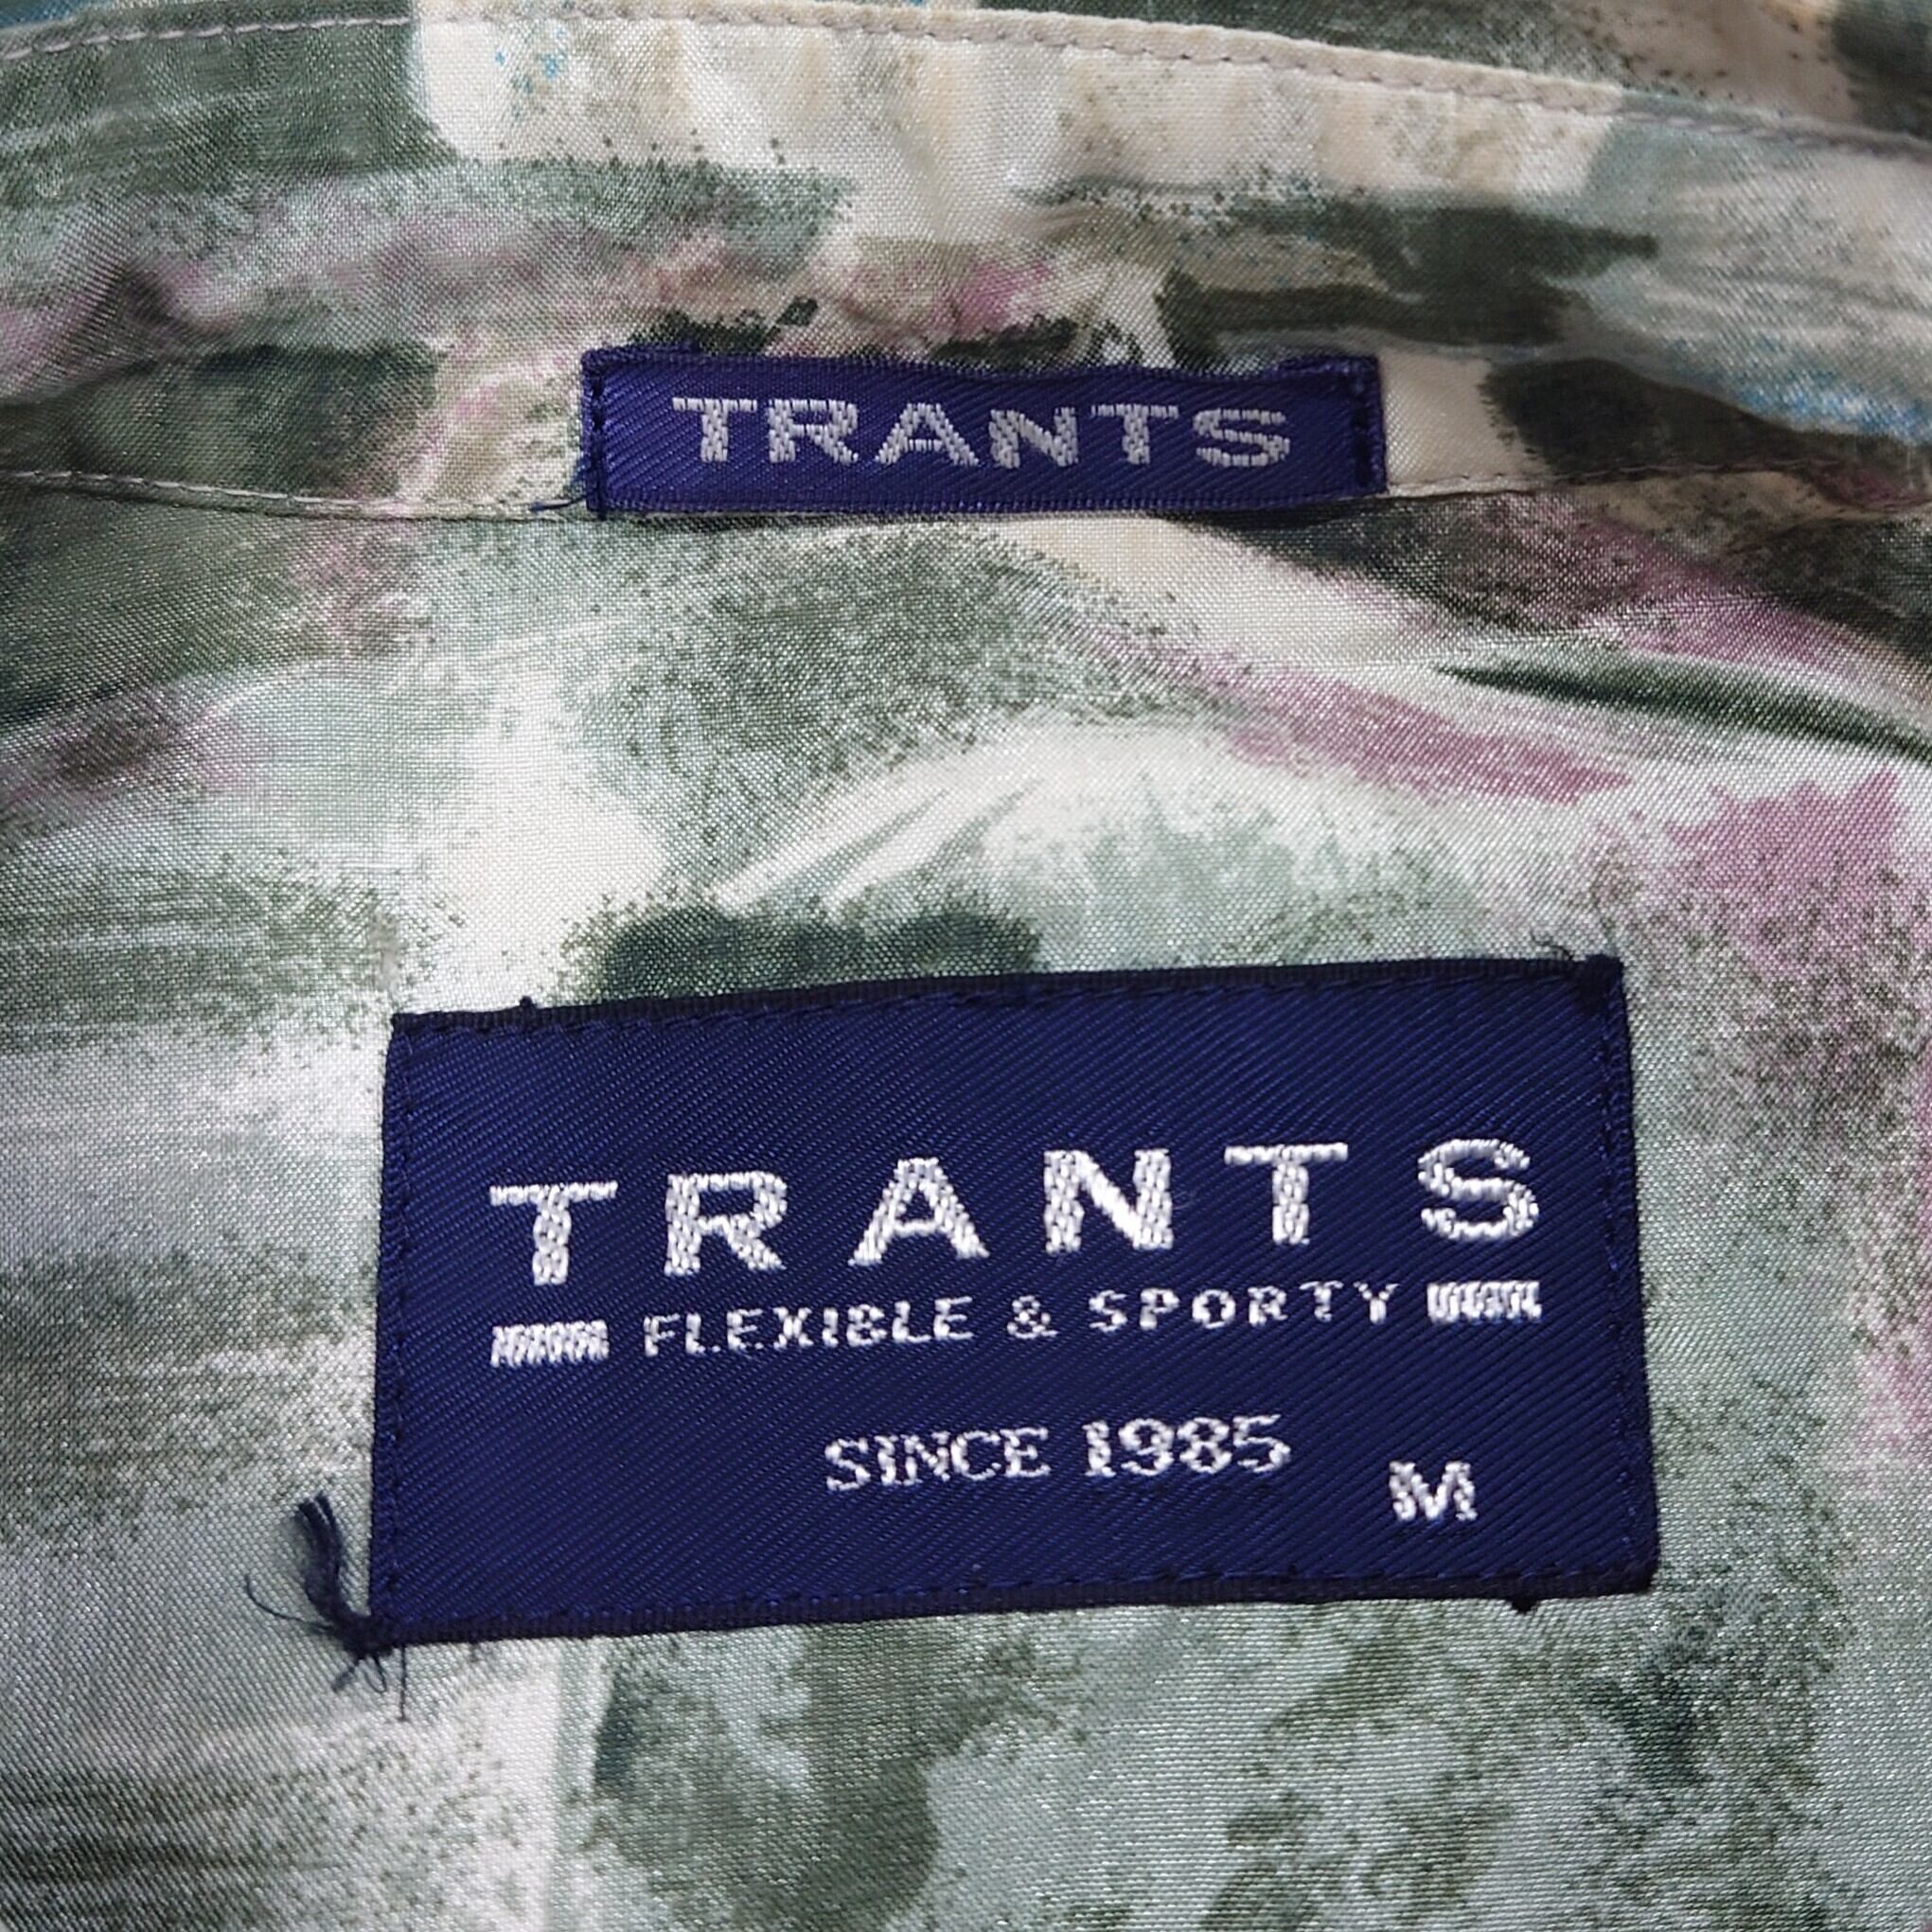 TRANTS
TRANTS
FLEXIBLE & SPORTY
SINCE 1985
M